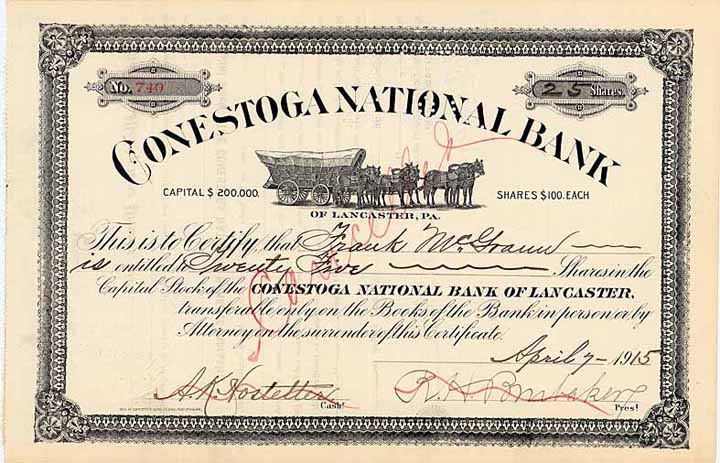 No. 740
25 Shares.
CONESTOGA NATIONAL BANK
CAPITAL $ 200,000.
SHARES $100. EACH
OF LANCASTER, PA.
This is to Certify, that Frank McGrann
is entitled to Twenty Five Shares in the
Capital Stock of the CONESTOGA NATIONAL BANK OF LANCASTER,
transferable only on the Books of the Bank in person or by
Attorney on the surrender of this Certificate.
April 7 - 1915
A.K. Hostetter
R.H. Brubaker
Cash!
Pres!
Cancelled